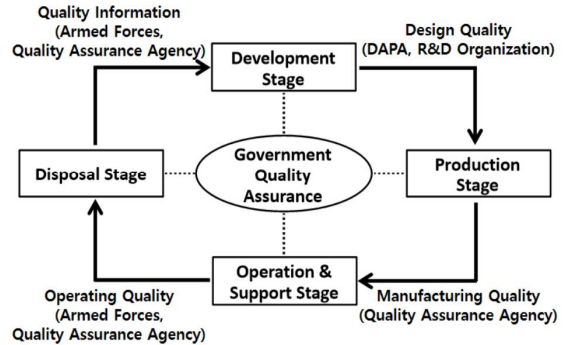 Quality Information
(Armed Forces,
Quality Assurance Agency)
Development
Stage
Design Quality
(DAPA, R&D Organization)
Disposal Stage
Government
Quality
Assurance
Production
Stage
Operation &
Support Stage
Operating Quality
(Armed Forces,
Quality Assurance Agency)
Manufacturing Quality
(Quality Assurance Agency)